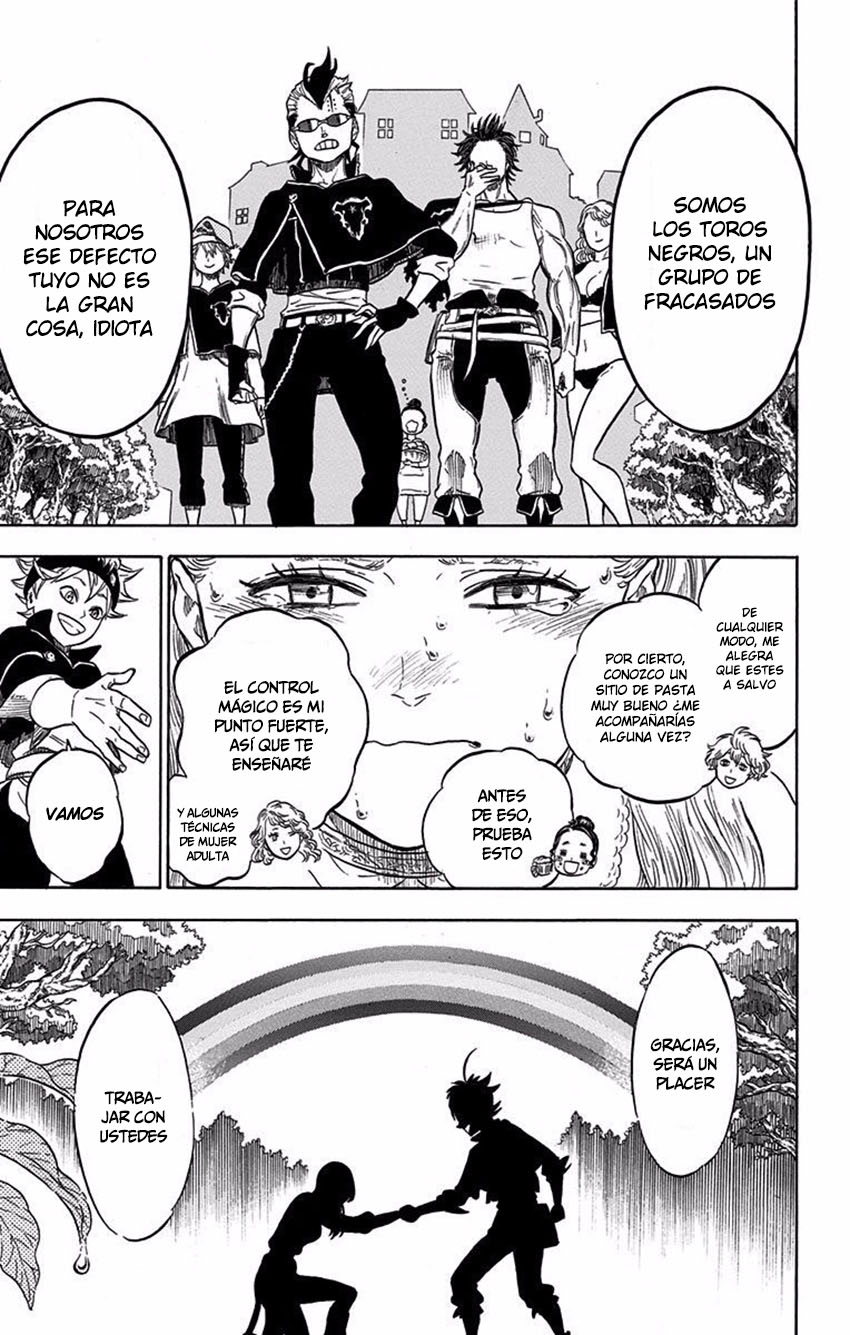 SOMOS
LOS TOROS
NEGROS, UN
GRUPO DE
FRACASADOS
PARA
NOSOTROS
ESE DEFECTO
TUYO NO ES
LA GRAN
COSA, IDIOTA
DE
CUALQUIER
MODO, ME
ALEGRA
QUE ESTES
A SALVO
POR CIERTO,
CONOZCO UN
SITIO DE PASTA
MUY BUENO ¿ME
ACOMPAÑARÍAS
ALGUNA VEZ?
ANTES
DE ESO,
PRUEBA
ESTO
EL CONTROL
MÁGICO ES MI
PUNTO FUERTE,
ASÍ QUE TE
ENSEÑARÉ
Y ALGUNAS
TÉCNICAS
DE MUJER
ADULTA
VAMOS
GRACIAS,
SERÁ UN
PLACER
TRABA-
JAR CON
USTEDES